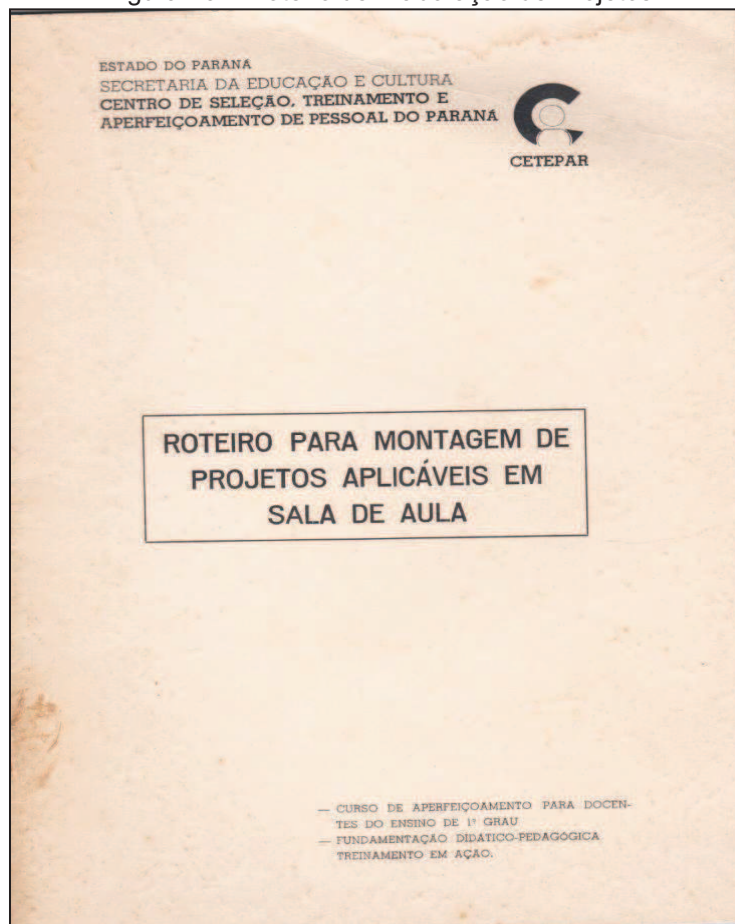 ESTADO DO PARANÁ
SECRETARIA DA EDUCAÇÃO E CULTURA
CENTRO DE SELEÇÃO, TREINAMENTO E
APERFEIÇOAMENTO DE PESSOAL DO PARANÁ
CETEPAR
ROTEIRO PARA MONTAGEM DE
PROJETOS APLICÁVEIS EM
SALA DE AULA
— CURSO DE APERFEIÇOAMENTO PARA DOCEN-
TES DO ENSINO DE 1º GRAU
— FUNDAMENTAÇÃO DIDÁTICO-PEDAGÓGICA
TREINAMENTO EM AÇÃO.